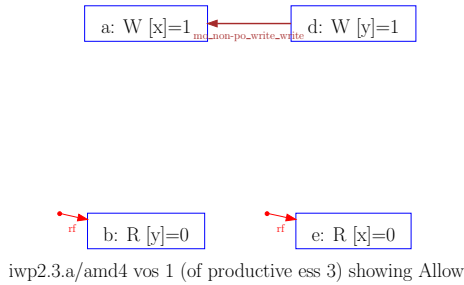 a: W [x]=1
d: W [y]=1
mo_non-po_write_write
rf
b: R [y]=0
rf
e: R [x]=0
iwp2.3.a/amd4 vos 1 (of productive ess 3) showing Allow